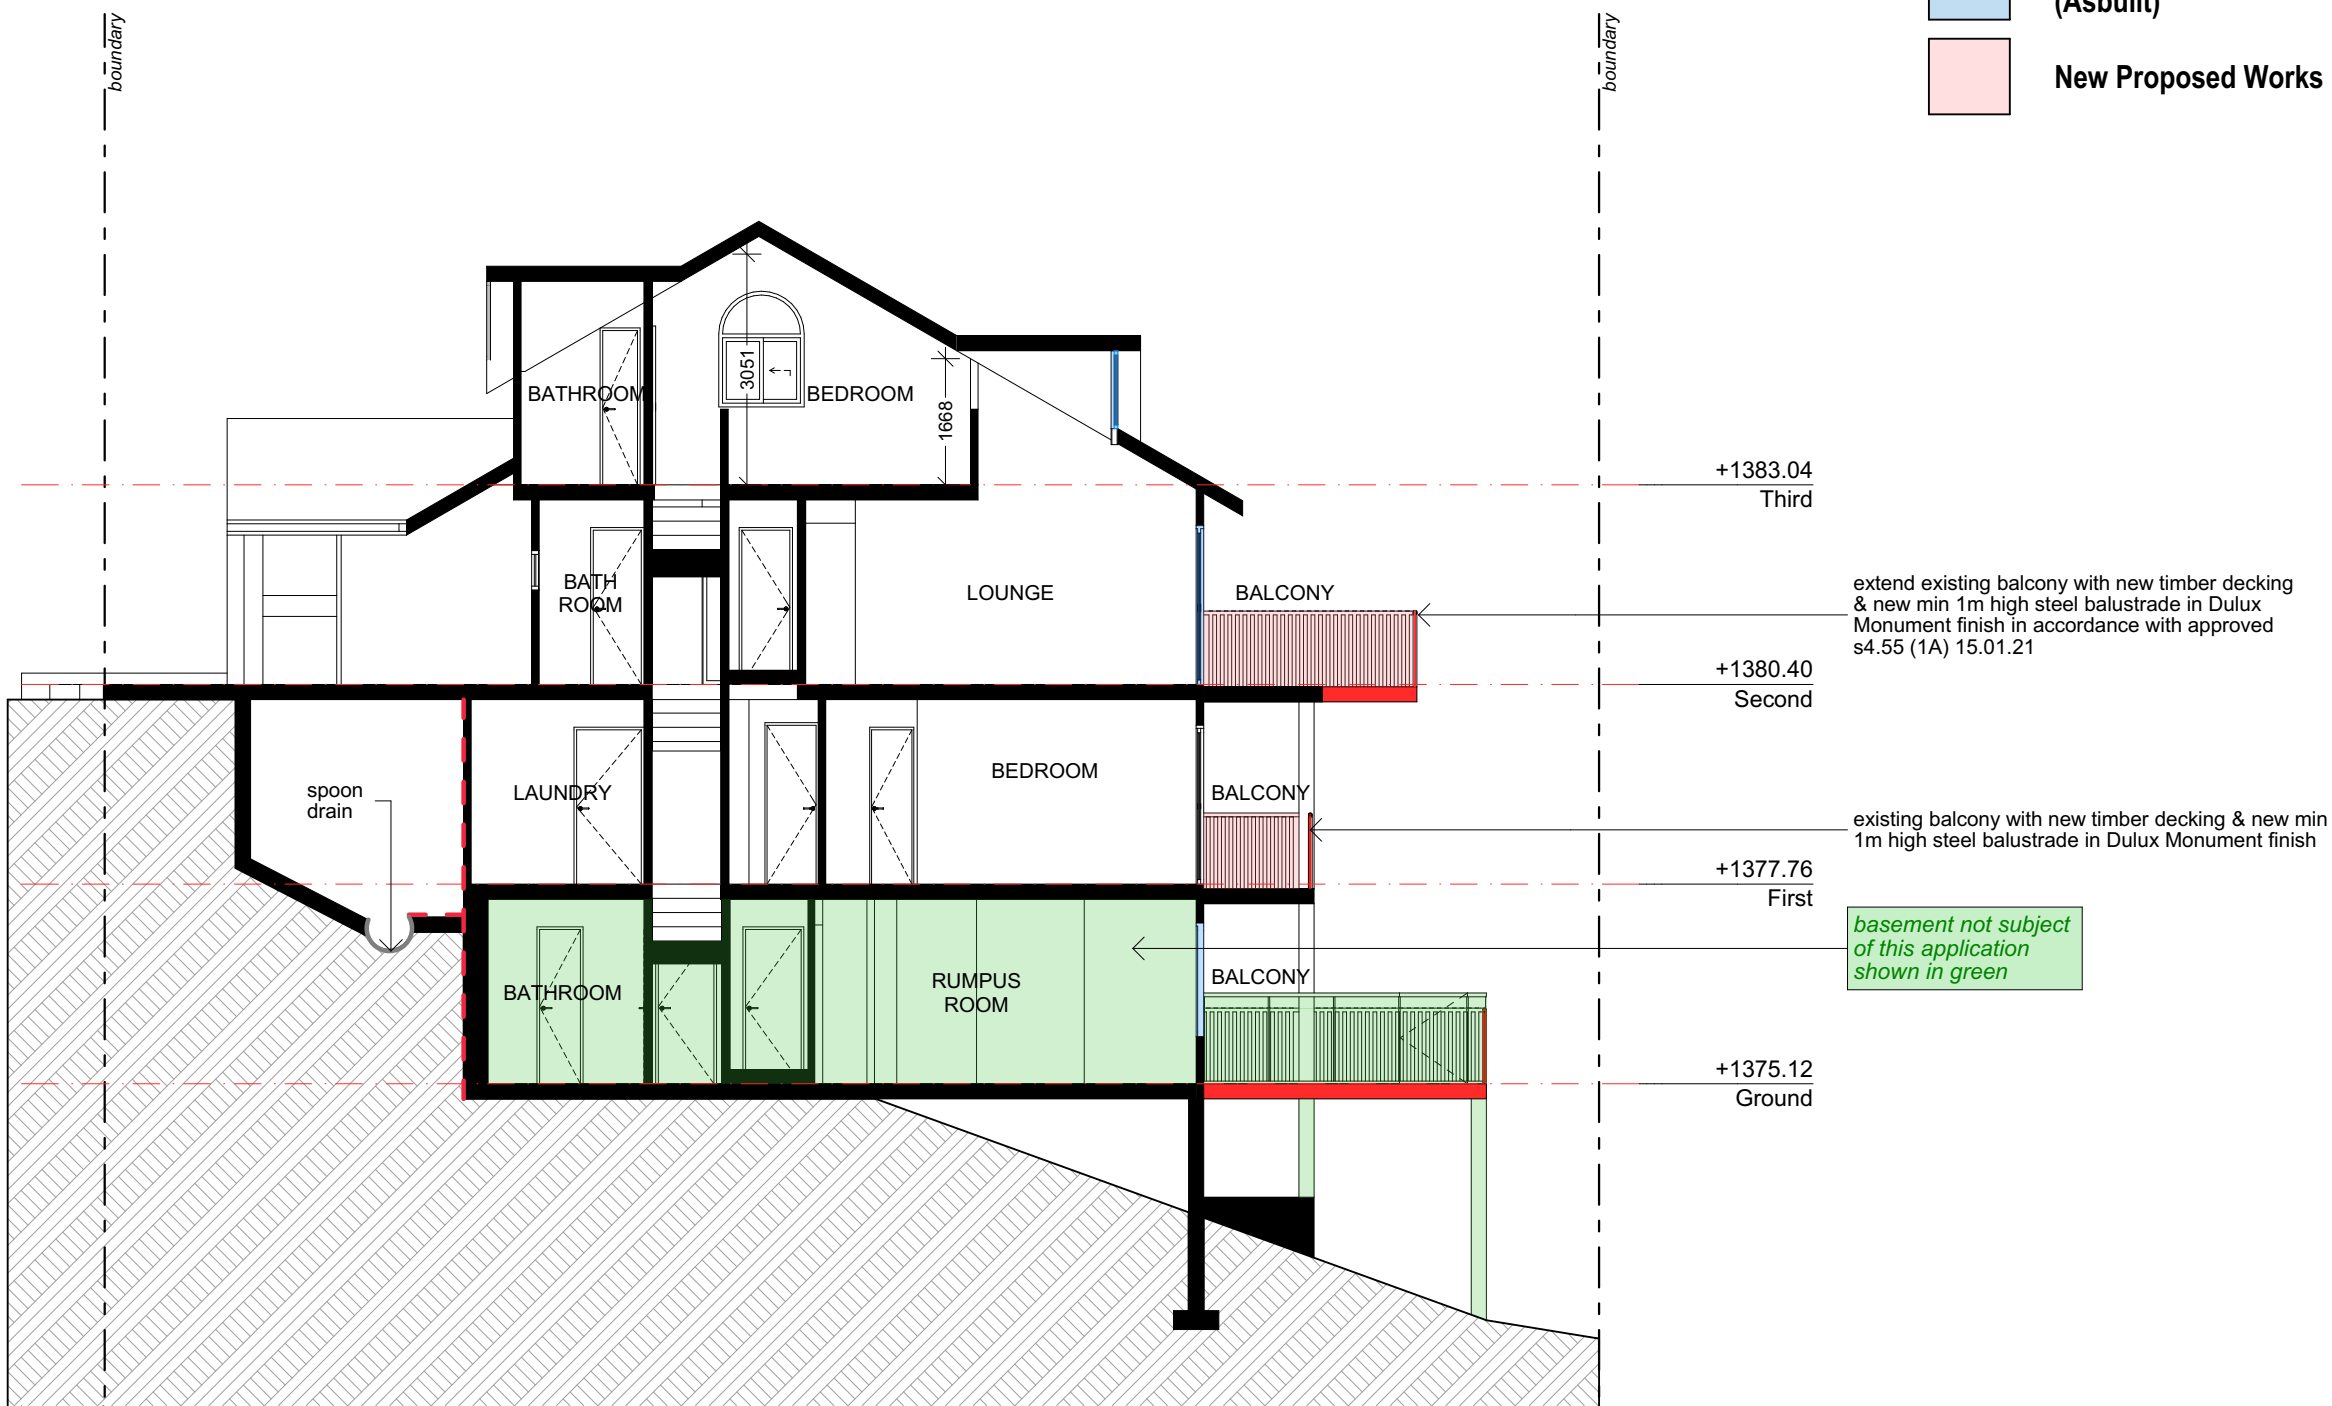 (Asbuilt)
New Proposed Works
boundary
boundary
3051
BATHROOM
BEDROOM
1668
+1383.04
Third
BATH
ROOM
LOUNGE
BALCONY
extend existing balcony with new timber decking
& new min 1m high steel balustrade in Dulux
Monument finish in accordance with approved
s4.55 (1A) 15.01.21
+1380.40
Second
spoon
drain
LAUNDRY
BEDROOM
BALCONY
existing balcony with new timber decking & new min
1m high steel balustrade in Dulux Monument finish
+1377.76
First
basement not subject
of this application
shown in green
BATHROOM
RUMPUS
ROOM
BALCONY
+1375.12
Ground